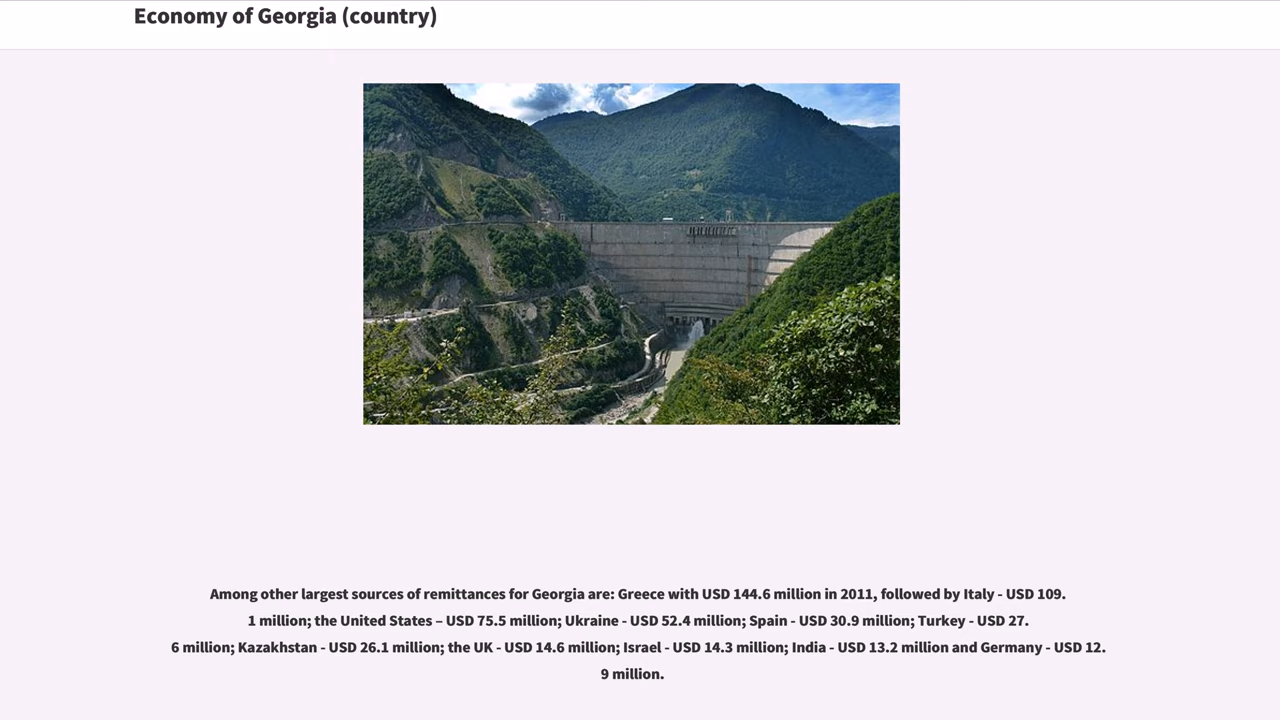 Economy of Georgia (country)
Among other largest sources of remittances for Georgia are: Greece with USD 144.6 million in 2011, followed by Italy - USD 109.
1 million; the United States – USD 75.5 million; Ukraine - USD 52.4 million; Spain - USD 30.9 million; Turkey - USD 27.
6 million; Kazakhstan - USD 26.1 million; the UK - USD 14.6 million; Israel - USD 14.3 million; India - USD 13.2 million and Germany - USD 12.
9 million.